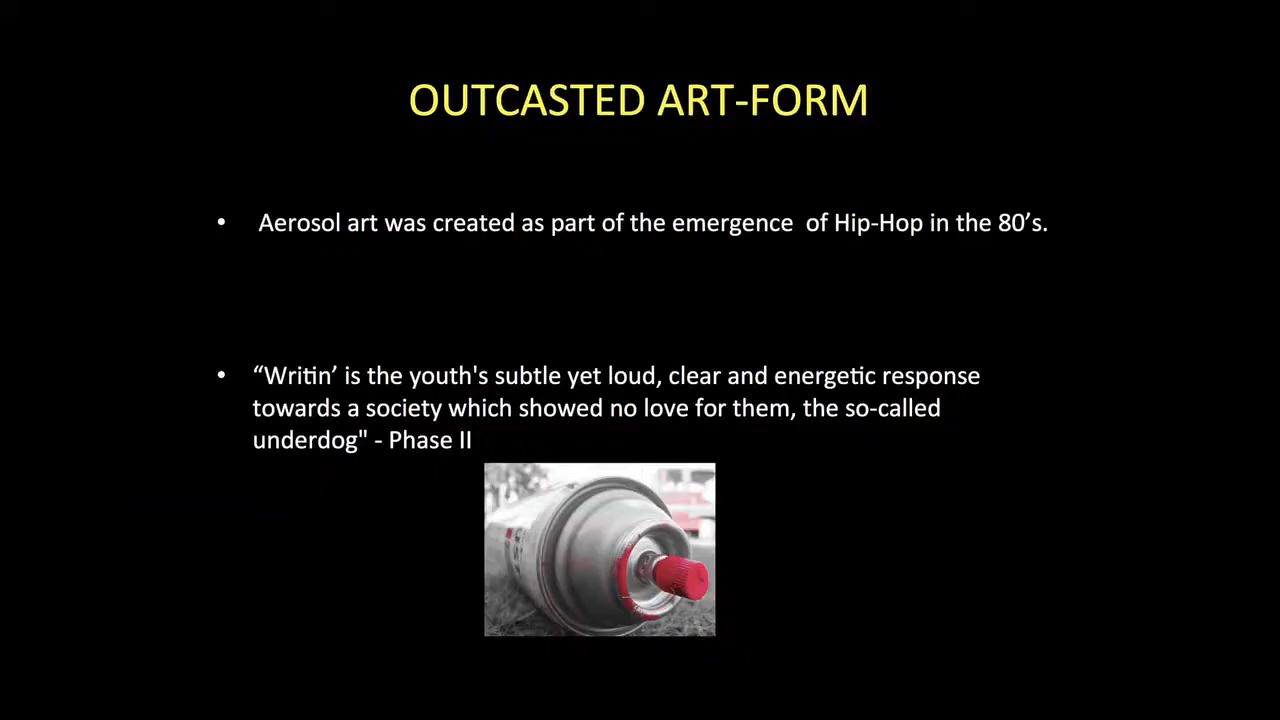 OUTCASTED ART-FORM
• Aerosol art was created as part of the emergence  of Hip-Hop in the 80’s.
• “Writin’ is the youth's subtle yet loud, clear and energetic response
towards a society which showed no love for them, the so-called
underdog" - Phase II